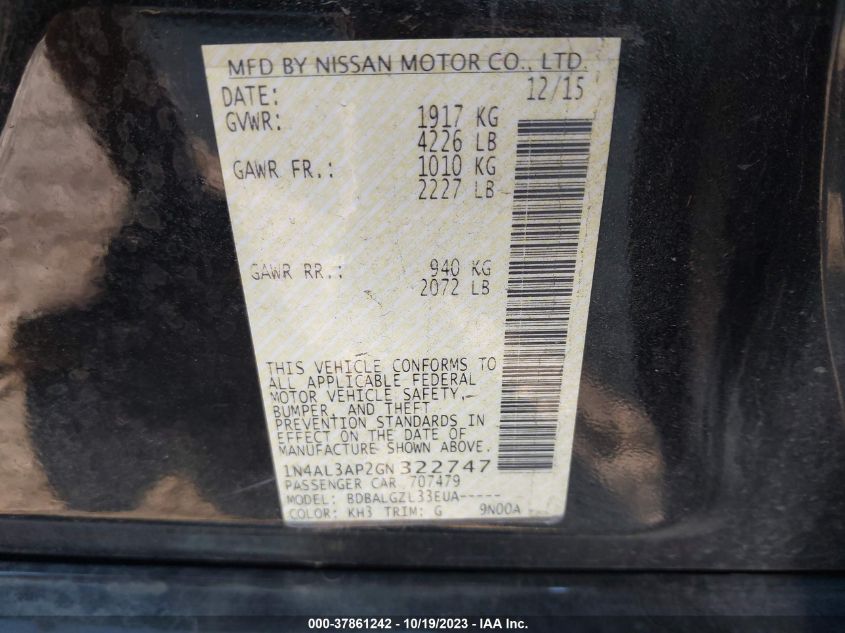 MFD BY NISSAN MOTOR CO., LTD.
DATE: 12/15
GVWR: 1917 KG
4226 LB
GAWR FR.: 1010 KG
2227 LB
GAWR RR.: 940 KG
2072 LB
THIS VEHICLE CONFORMS TO
ALL APPLICABLE FEDERAL
MOTOR VEHICLE SAFETY,
BUMPER, AND THEFT
PREVENTION STANDARDS IN
EFFECT ON THE DATE OF
MANUFACTURE SHOWN ABOVE.
1N4AL3AP2GN322747
PASSENGER CAR 707479
MODEL: BDBALGZL33EUA-----
COLOR: KH3 TRIM: G 9N00A
000-37861242 - 10/19/2023 - IAA Inc.